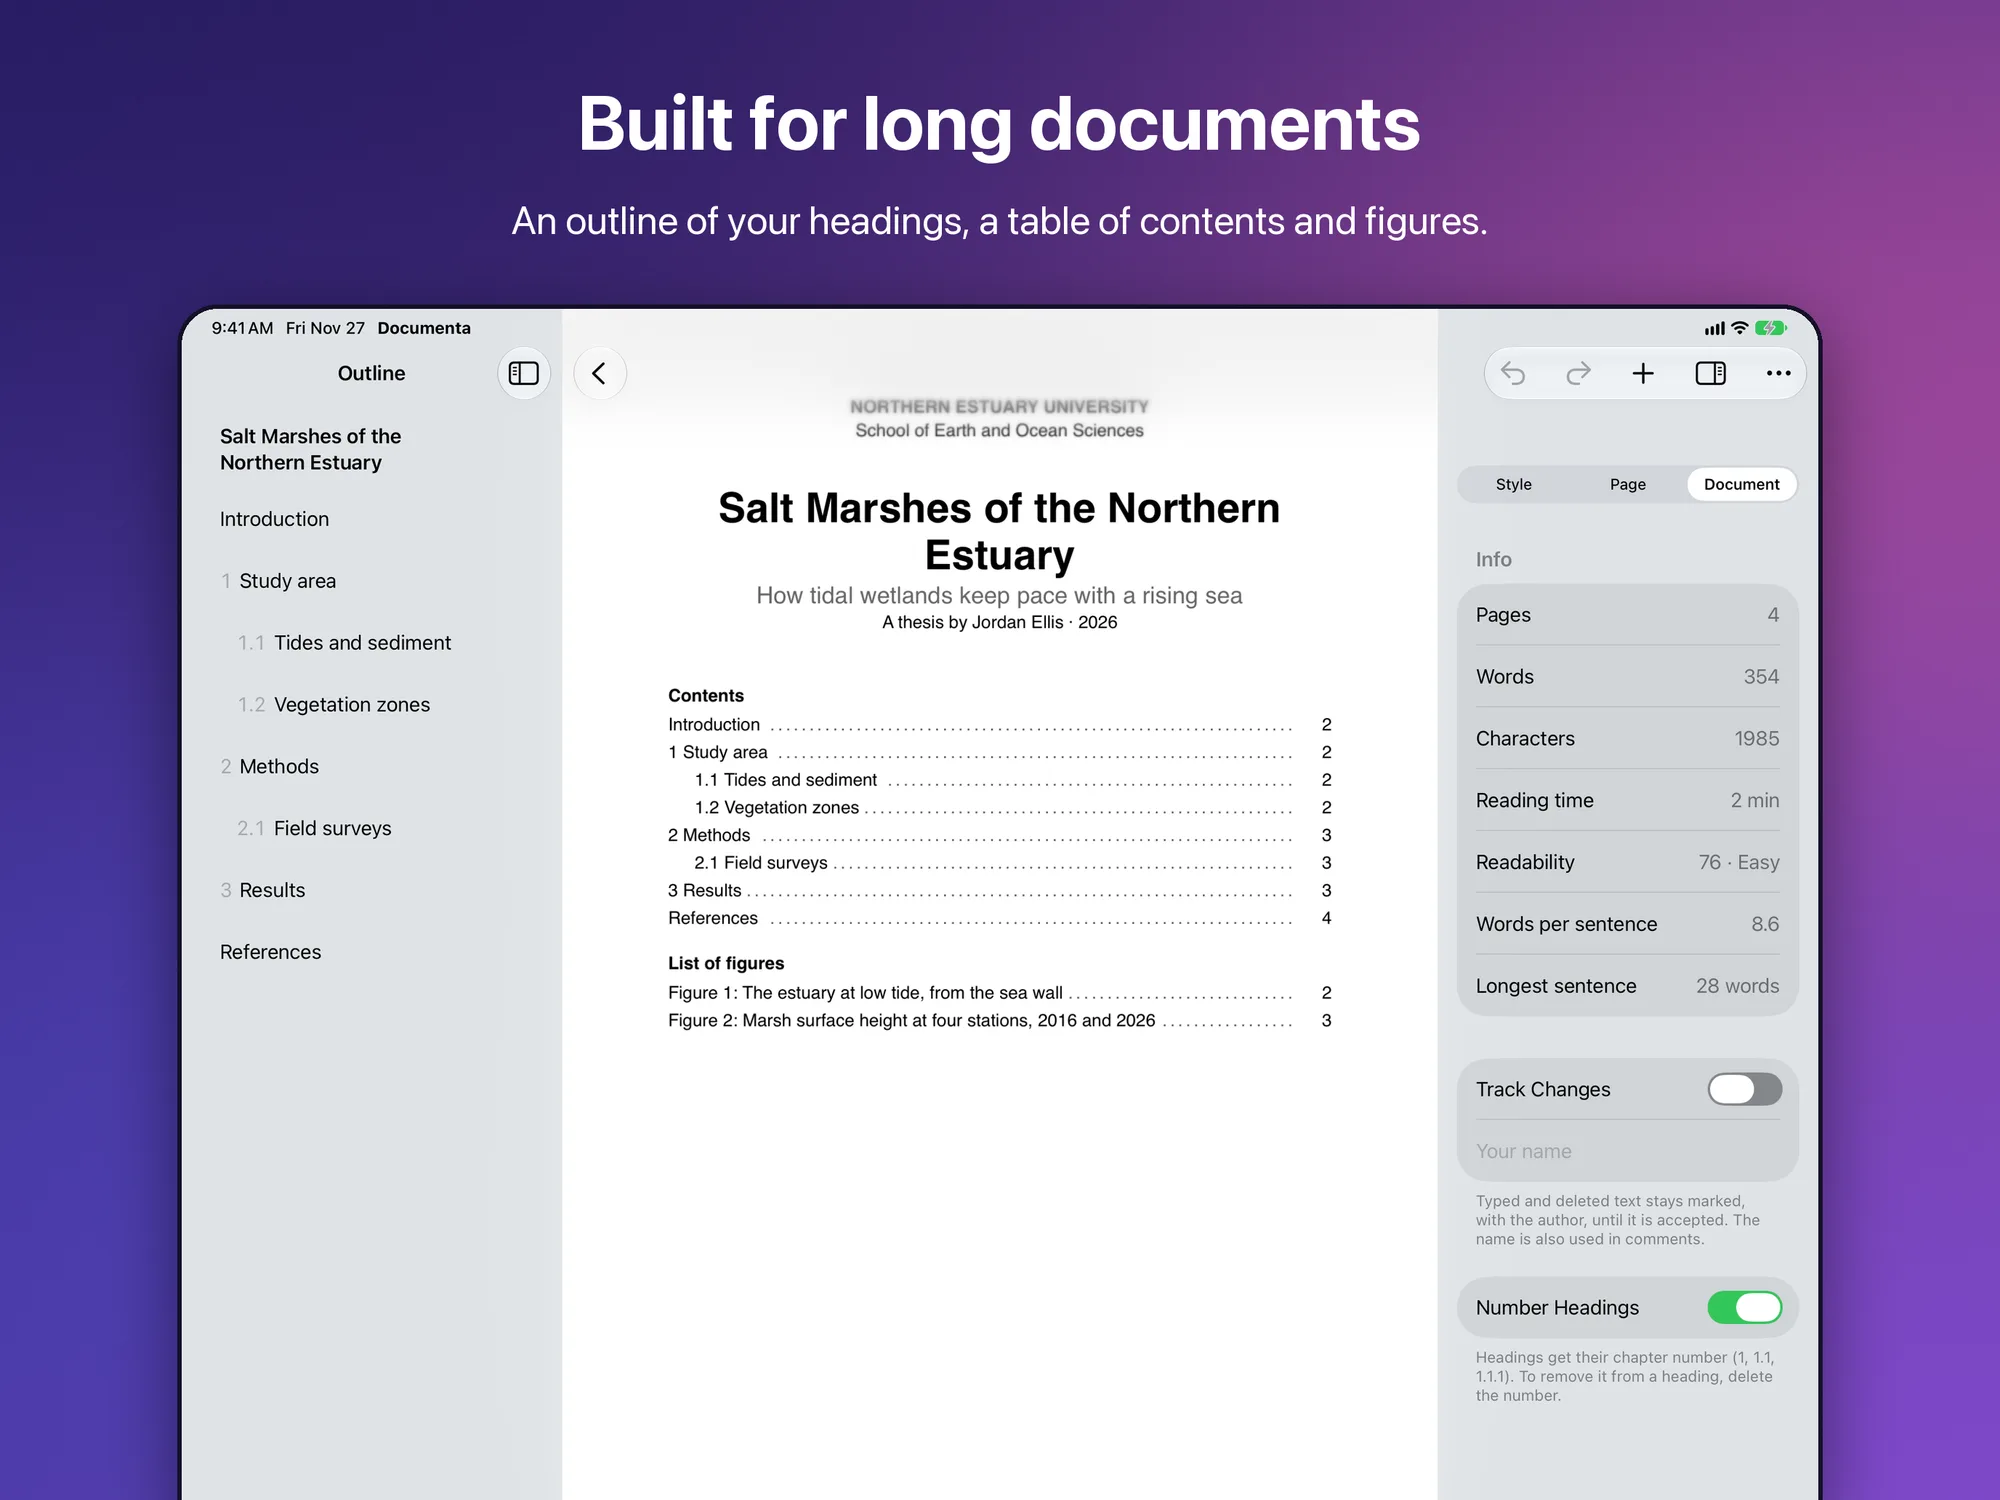 Built for long documents
An outline of your headings, a table of contents and figures.
9:41 AM Fri Nov 27 Documenta
Outline
Salt Marshes of the
Northern Estuary
Introduction
1 Study area
1.1 Tides and sediment
1.2 Vegetation zones
2 Methods
2.1 Field surveys
3 Results
References
NORTHERN ESTUARY UNIVERSITY
School of Earth and Ocean Sciences
Salt Marshes of the Northern
Estuary
How tidal wetlands keep pace with a rising sea
A thesis by Jordan Ellis · 2026
Contents
Introduction 2
1 Study area 2
1.1 Tides and sediment 2
1.2 Vegetation zones 2
2 Methods 3
2.1 Field surveys 3
3 Results 3
References 4
List of figures
Figure 1: The estuary at low tide, from the sea wall 2
Figure 2: Marsh surface height at four stations, 2016 and 2026 3
Style Page Document
Info
Pages 4
Words 354
Characters 1985
Reading time 2 min
Readability 76 · Easy
Words per sentence 8.6
Longest sentence 28 words
Track Changes
Your name
Typed and deleted text stays marked,
with the author, until it is accepted. The
name is also used in comments.
Number Headings
Headings get their chapter number (1, 1.1,
1.1.1). To remove it from a heading, delete
the number.